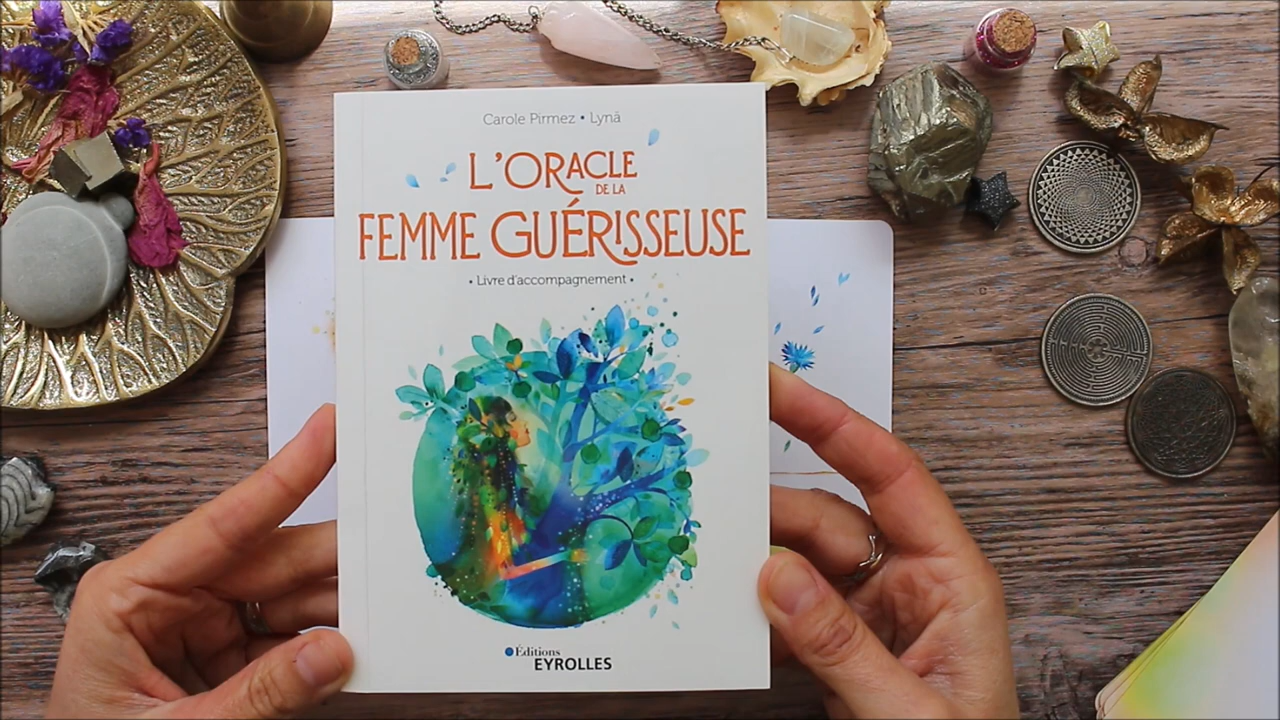 Carole Pirmez • Lynä
L'ORACLE
DE LA
FEMME GUÉRISSEUSE
• Livre d'accompagnement •
Éditions
EYROLLES